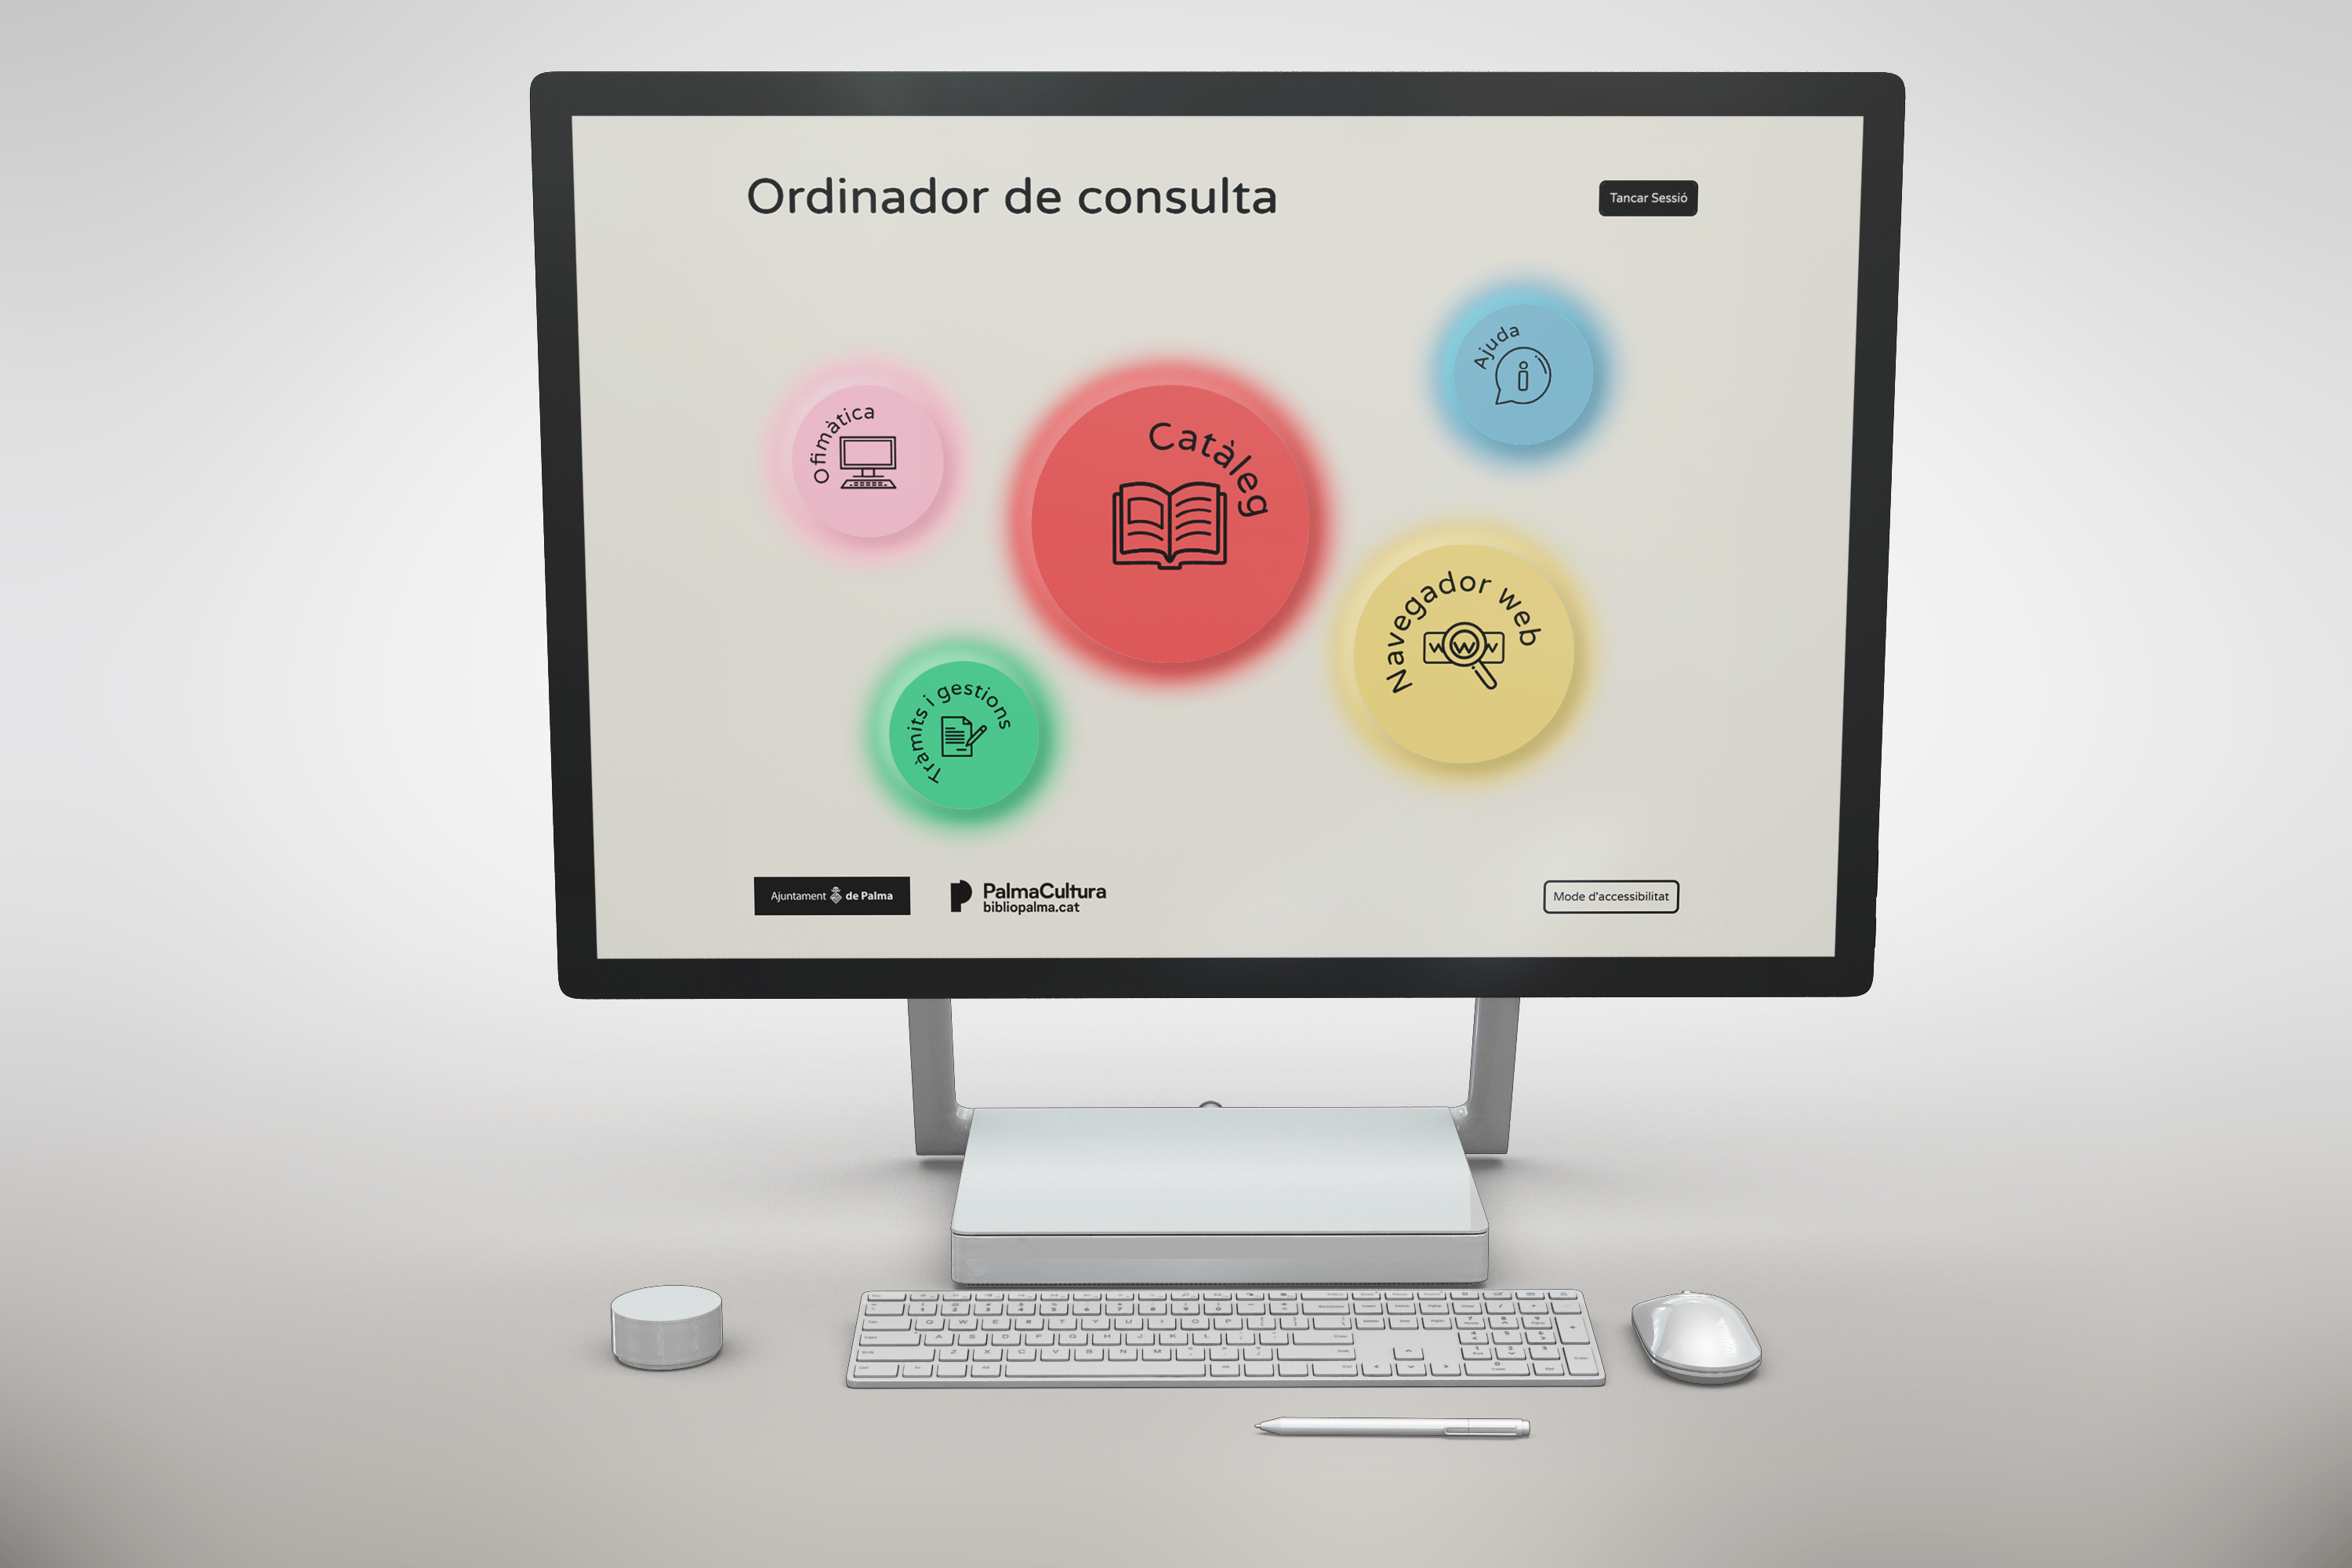 Ordinador de consulta
Tancar Sessió
Ajuda
Ofimàtica
Catàleg
Navegador web
W W W
Tràmits i gestions
Ajuntament de Palma
PalmaCultura
bibliopalma.cat
Mode d'accessibilitat
Q W E R T Y U I O P
A S D F G H J K L
Z X C V B N M